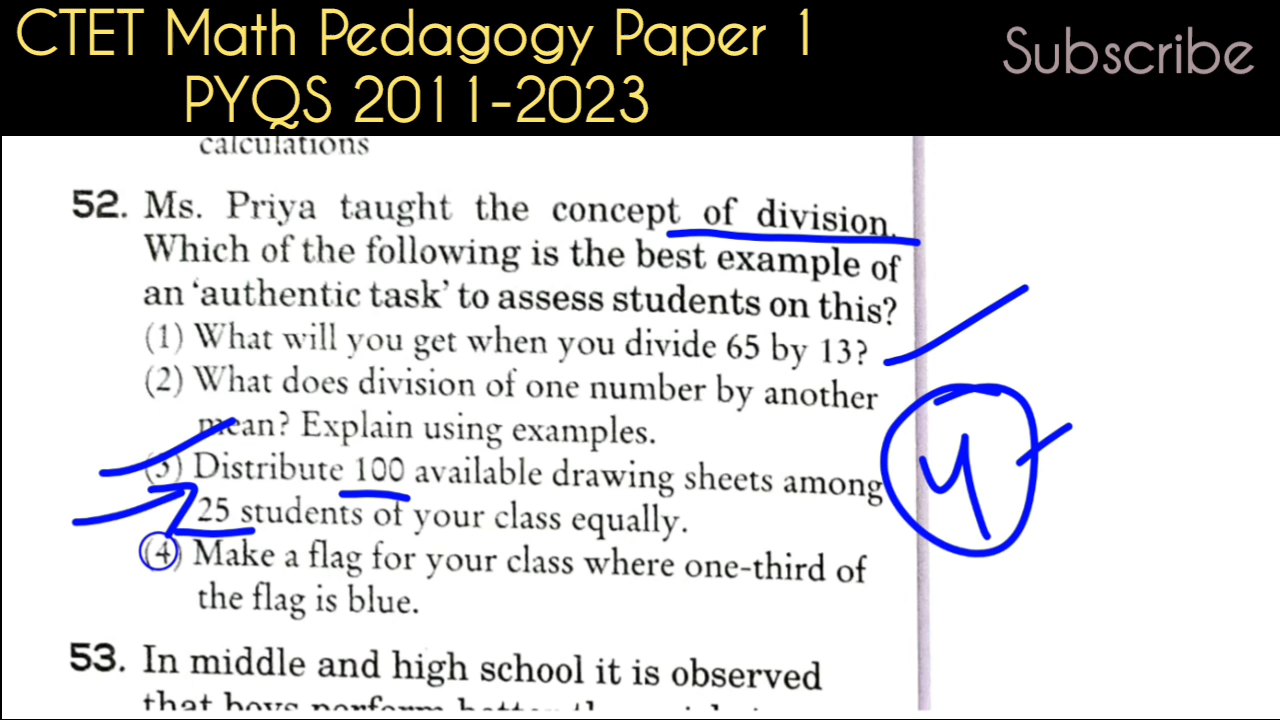 CTET Math Pedagogy Paper 1
PYQS 2011-2023
Subscribe
calculations
52. Ms. Priya taught the concept of division.
Which of the following is the best example of
an ‘authentic task’ to assess students on this?
(1) What will you get when you divide 65 by 13?
(2) What does division of one number by another
mean? Explain using examples.
(3) Distribute 100 available drawing sheets among
25 students of your class equally.
(4) Make a flag for your class where one-third of
the flag is blue.
4
53. In middle and high school it is observed
that boys perform better